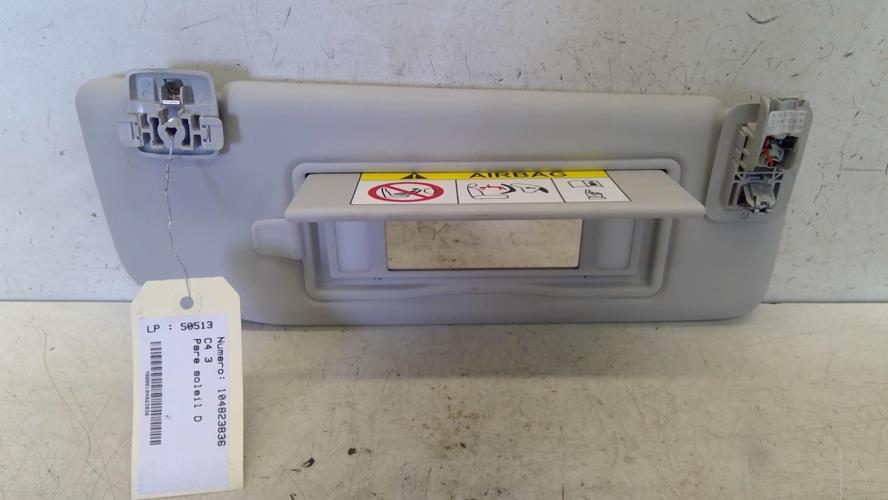 AIRBAG
LP : 50513
Numero: 104823836
C4 3
Pare soleil D